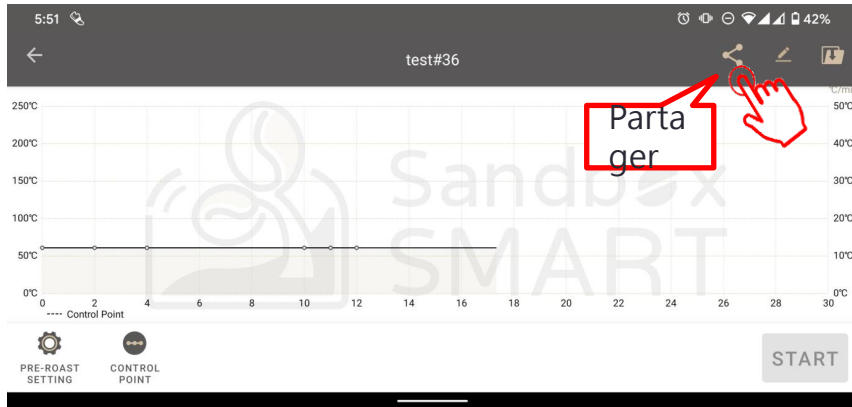 5:51 42%
test#36
°C/mi
Parta
ger
250°C 50°C
200°C 40°C
150°C 30°C
100°C 20°C
50°C 10°C
0°C 0°C
0 2 4 6 8 10 12 14 16 18 20 22 24 26 28 30
---- Control Point
Sandbox
SMART
PRE-ROAST
SETTING
CONTROL
POINT
START